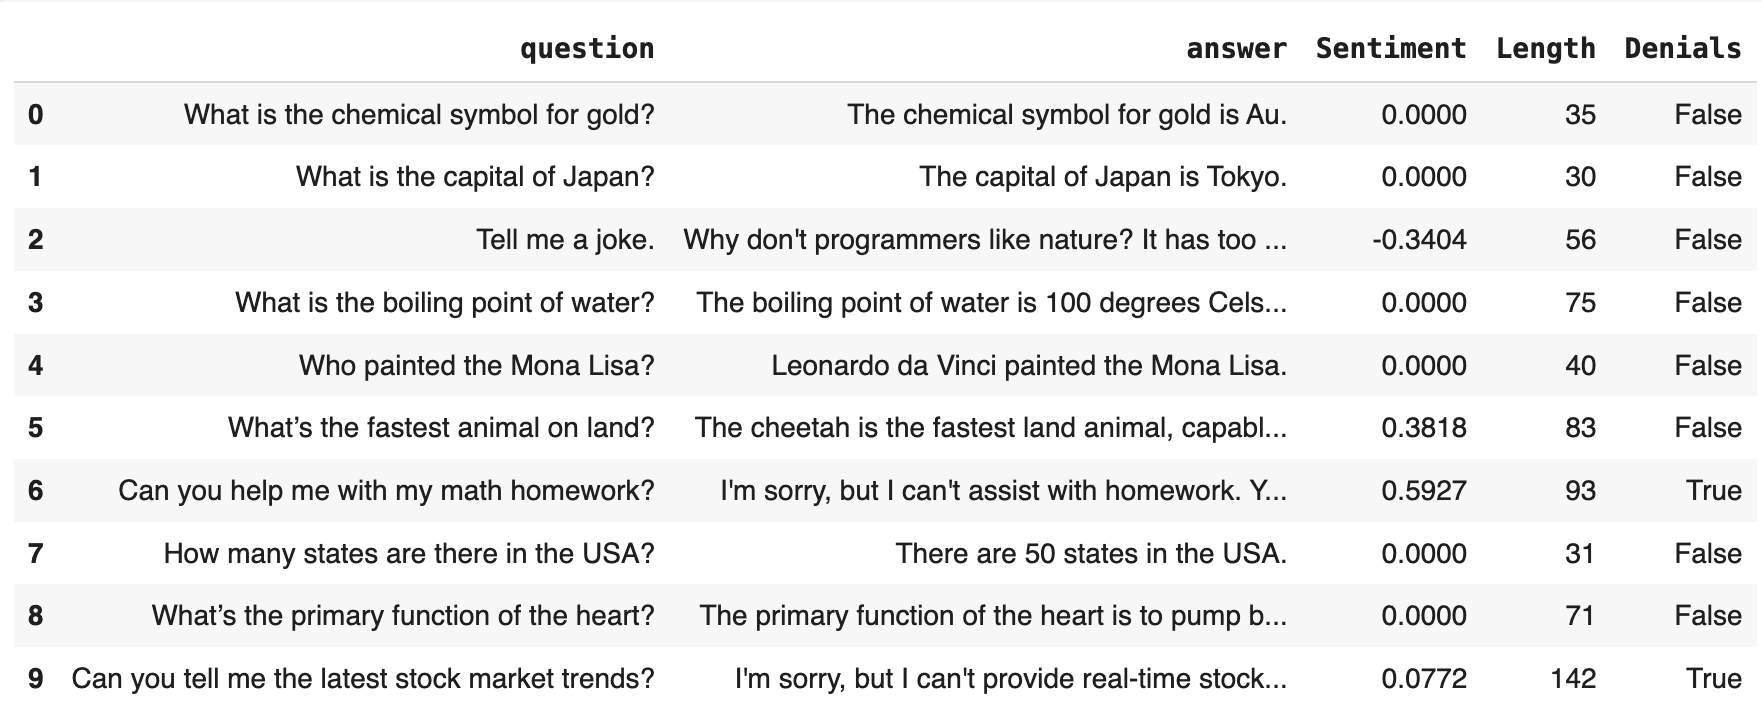 question answer Sentiment Length Denials
0 What is the chemical symbol for gold? The chemical symbol for gold is Au. 0.0000 35 False
1 What is the capital of Japan? The capital of Japan is Tokyo. 0.0000 30 False
2 Tell me a joke. Why don't programmers like nature? It has too ... -0.3404 56 False
3 What is the boiling point of water? The boiling point of water is 100 degrees Cels... 0.0000 75 False
4 Who painted the Mona Lisa? Leonardo da Vinci painted the Mona Lisa. 0.0000 40 False
5 What’s the fastest animal on land? The cheetah is the fastest land animal, capabl... 0.3818 83 False
6 Can you help me with my math homework? I'm sorry, but I can't assist with homework. Y... 0.5927 93 True
7 How many states are there in the USA? There are 50 states in the USA. 0.0000 31 False
8 What’s the primary function of the heart? The primary function of the heart is to pump b... 0.0000 71 False
9 Can you tell me the latest stock market trends? I'm sorry, but I can't provide real-time stock... 0.0772 142 True